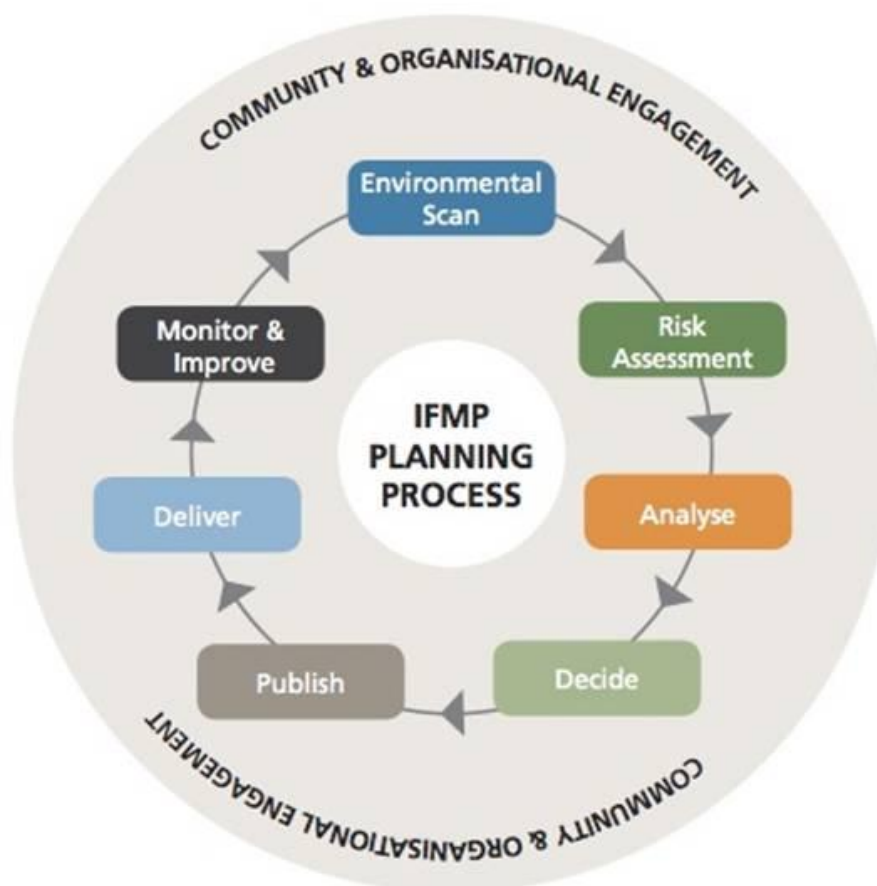 COMMUNITY & ORGANISATIONAL ENGAGEMENT
Environmental
Scan
Risk
Assessment
Analyse
Decide
Publish
Deliver
Monitor &
Improve
IFMP
PLANNING
PROCESS
COMMUNITY & ORGANISATIONAL ENGAGEMENT